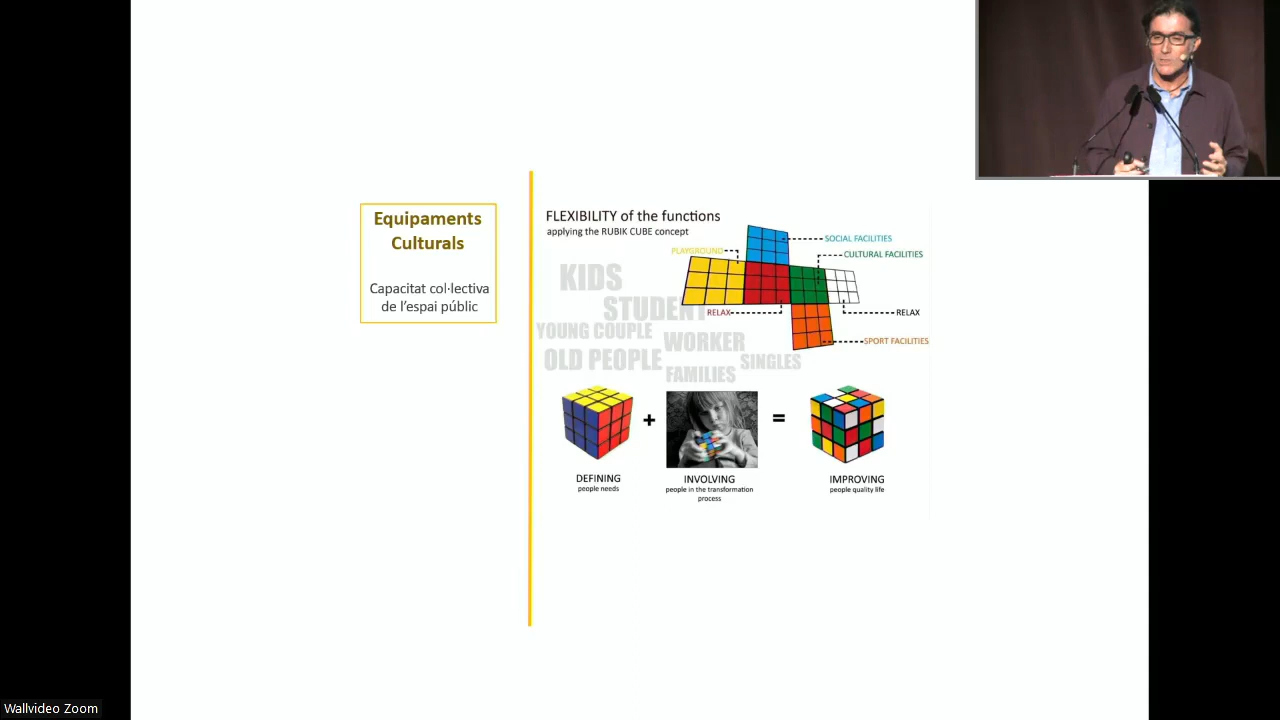 Equipaments
Culturals
Capacitat col·lectiva
de l'espai públic
FLEXIBILITY of the functions
applying the RUBIK CUBE concept
SOCIAL FACILITIES
PLAYGROUND
CULTURAL FACILITIES
KIDS
STUDENT
RELAX
RELAX
YOUNG COUPLE
WORKER
SPORT FACILITIES
OLD PEOPLE
SINGLES
FAMILIES
+
=
DEFINING
people needs
INVOLVING
people in the transformation
process
IMPROVING
people quality life
Wallvideo Zoom